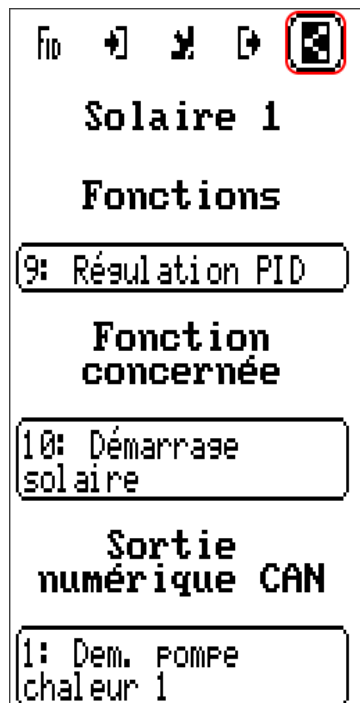 FID
Solaire 1
Fonctions
9: Régulation PID
Fonction
concernée
10: Démarrage
solaire
Sortie
numérique CAN
1: Dem. pompe
chaleur 1